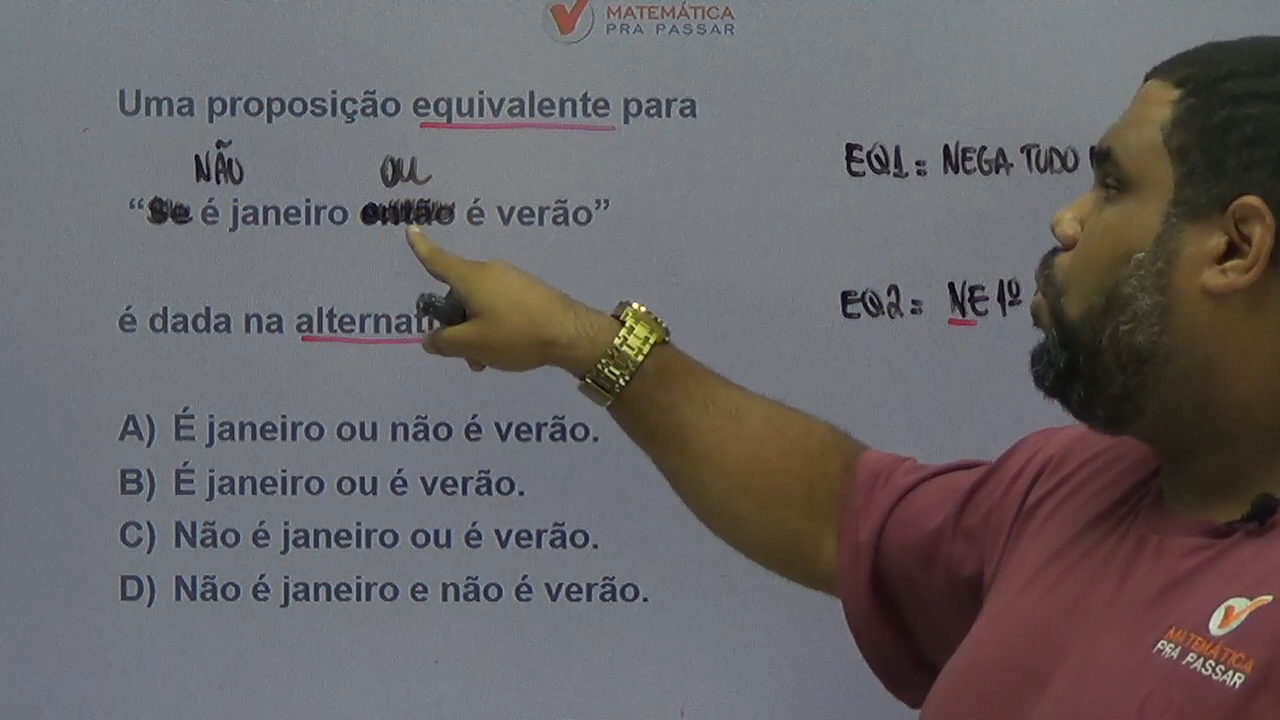 MATEMÁTICA
PRA PASSAR
Uma proposição equivalente para
NÃO OU
“Se é janeiro então é verão”
é dada na
A) É janeiro ou não é verão.
B) É janeiro ou é verão.
C) Não é janeiro ou é verão.
D) Não é janeiro e não é verão.
EQ1 = NEGA TUDO
EQ2 = NE 1º
MATEMÁTICA
PRA PASSAR